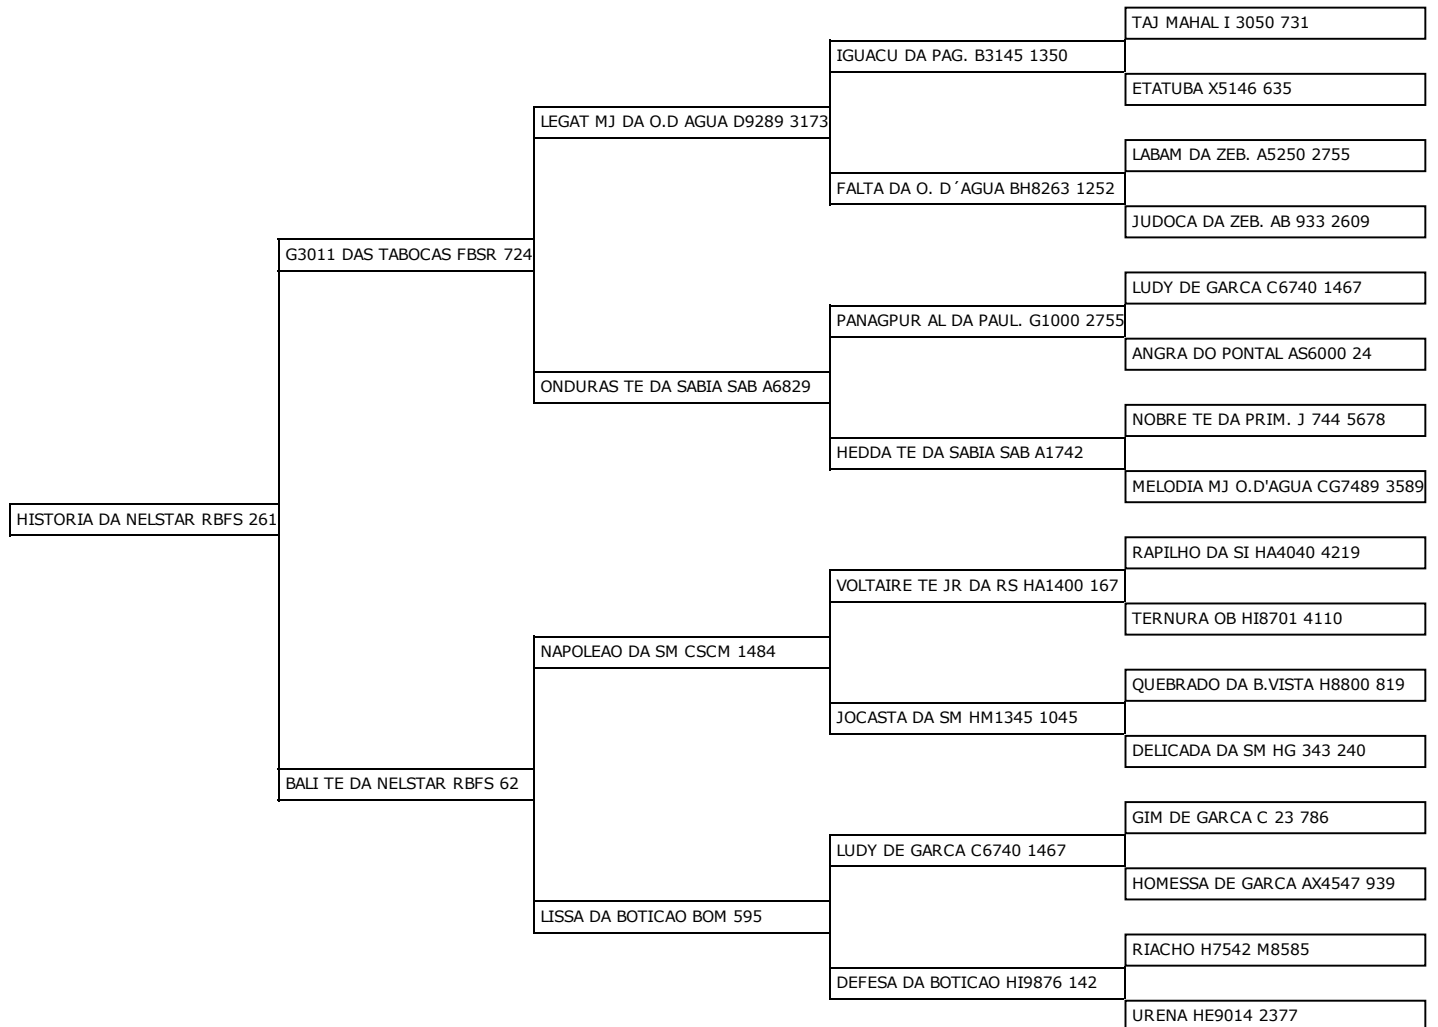 TAJ MAHAL I 3050 731
IGUACU DA PAG. B3145 1350
ETATUBA X5146 635
LEGAT MJ DA O.D AGUA D9289 3173
LABAM DA ZEB. A5250 2755
FALTA DA O. D´AGUA BH8263 1252
JUDOCA DA ZEB. AB 933 2609
G3011 DAS TABOCAS FBSR 724
LUDY DE GARCA C6740 1467
PANAGPUR AL DA PAUL. G1000 2755
ANGRA DO PONTAL AS6000 24
ONDURAS TE DA SABIA SAB A6829
NOBRE TE DA PRIM. J 744 5678
HEDDA TE DA SABIA SAB A1742
MELODIA MJ O.D'AGUA CG7489 3589
HISTORIA DA NELSTAR RBFS 261
RAPILHO DA SI HA4040 4219
VOLTAIRE TE JR DA RS HA1400 167
TERNURA OB HI8701 4110
NAPOLEAO DA SM CSCM 1484
QUEBRADO DA B.VISTA H8800 819
JOCASTA DA SM HM1345 1045
DELICADA DA SM HG 343 240
BALI TE DA NELSTAR RBFS 62
GIM DE GARCA C 23 786
LUDY DE GARCA C6740 1467
HOMESSA DE GARCA AX4547 939
LISSA DA BOTICAO BOM 595
RIACHO H7542 M8585
DEFESA DA BOTICAO HI9876 142
URENA HE9014 2377